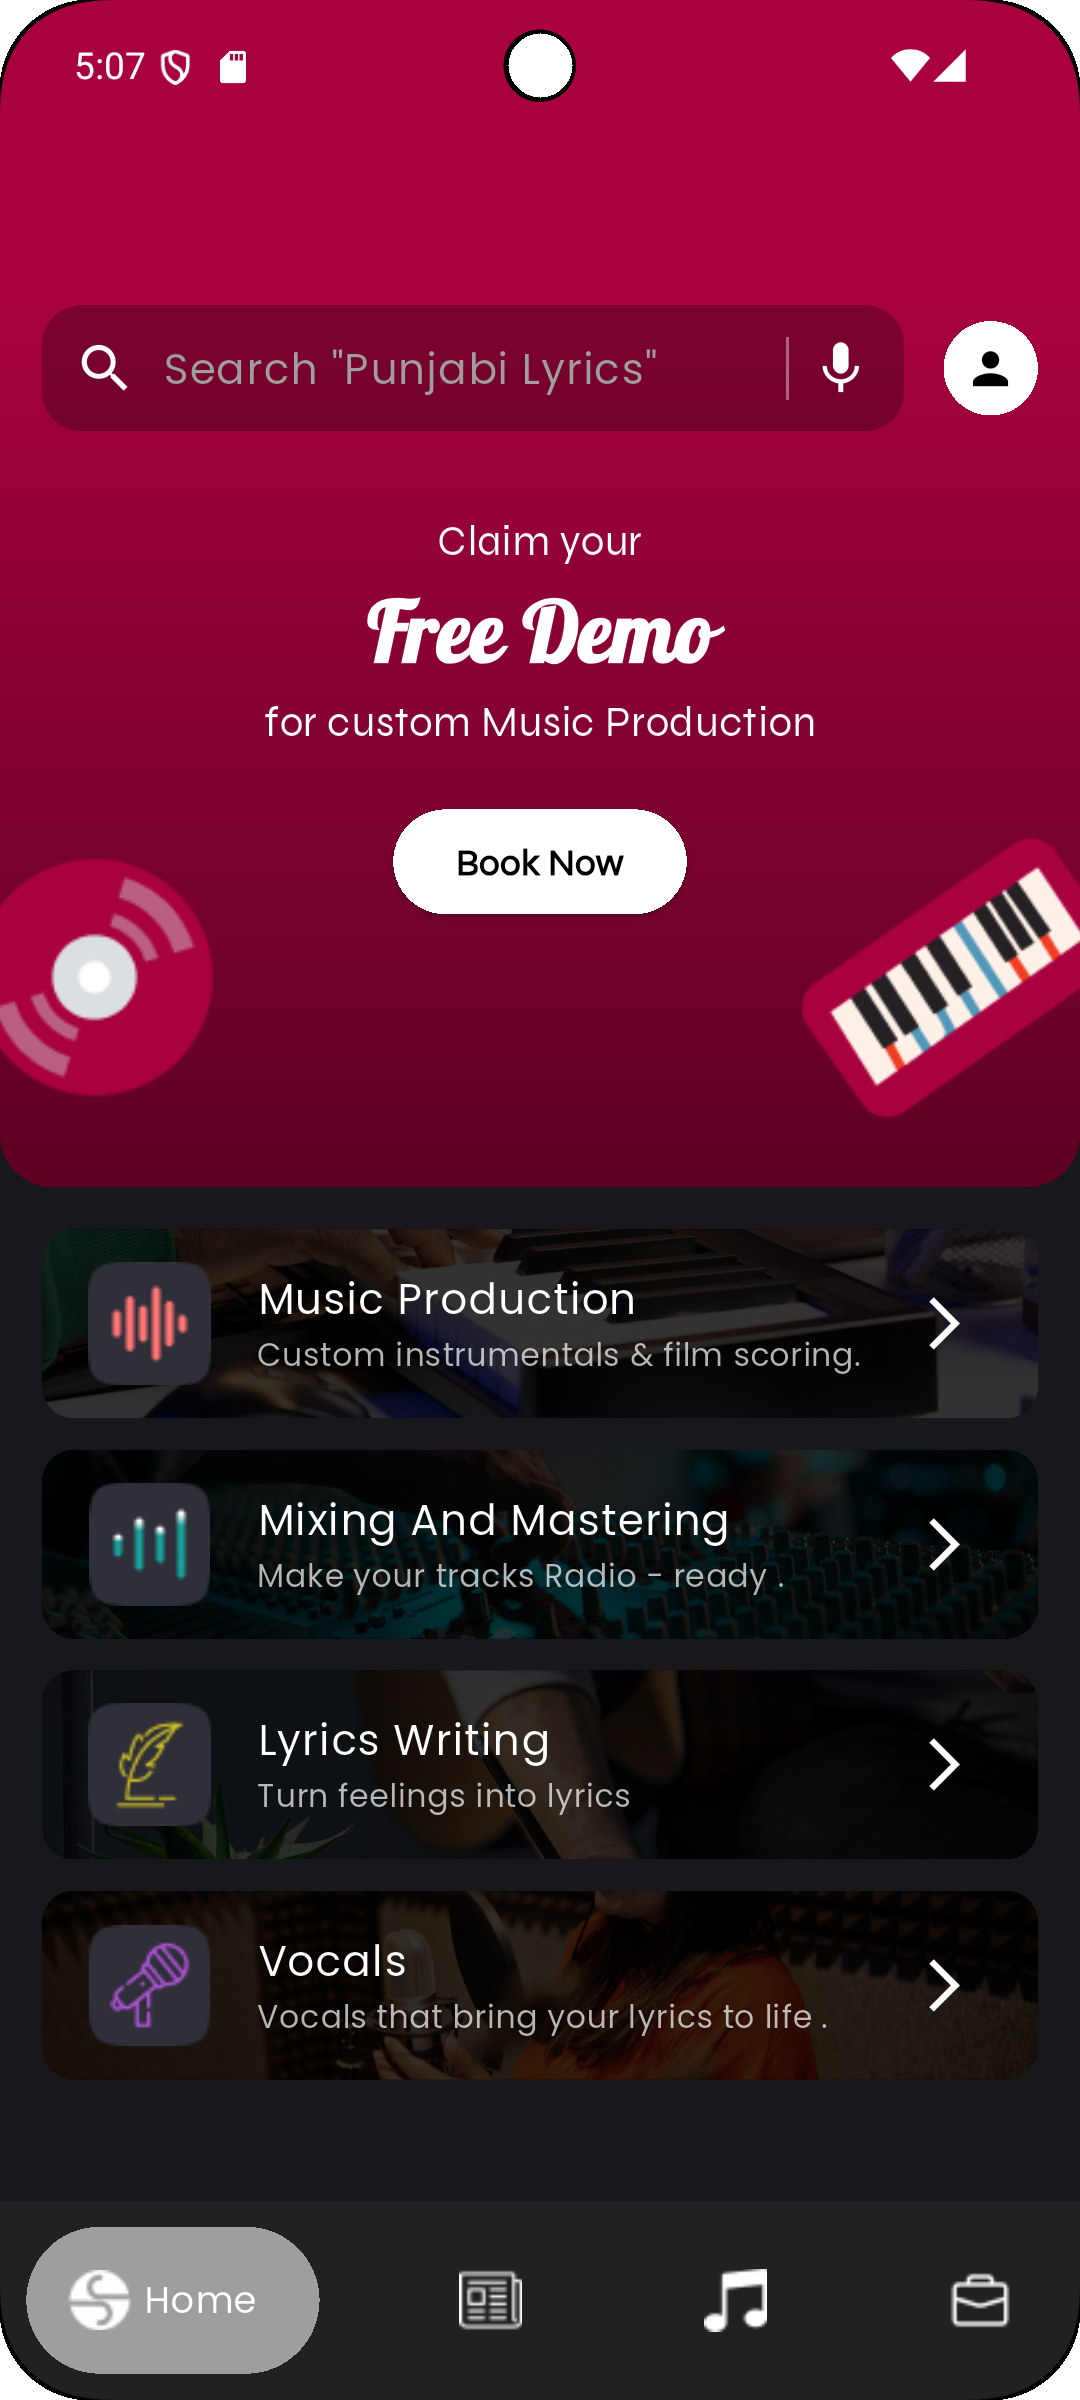 5:07
Search "Punjabi Lyrics"
Claim your
Free Demo
for custom Music Production
Book Now
Music Production
Custom instrumentals & film scoring.
Mixing And Mastering
Make your tracks Radio - ready .
Lyrics Writing
Turn feelings into lyrics
Vocals
Vocals that bring your lyrics to life .
Home